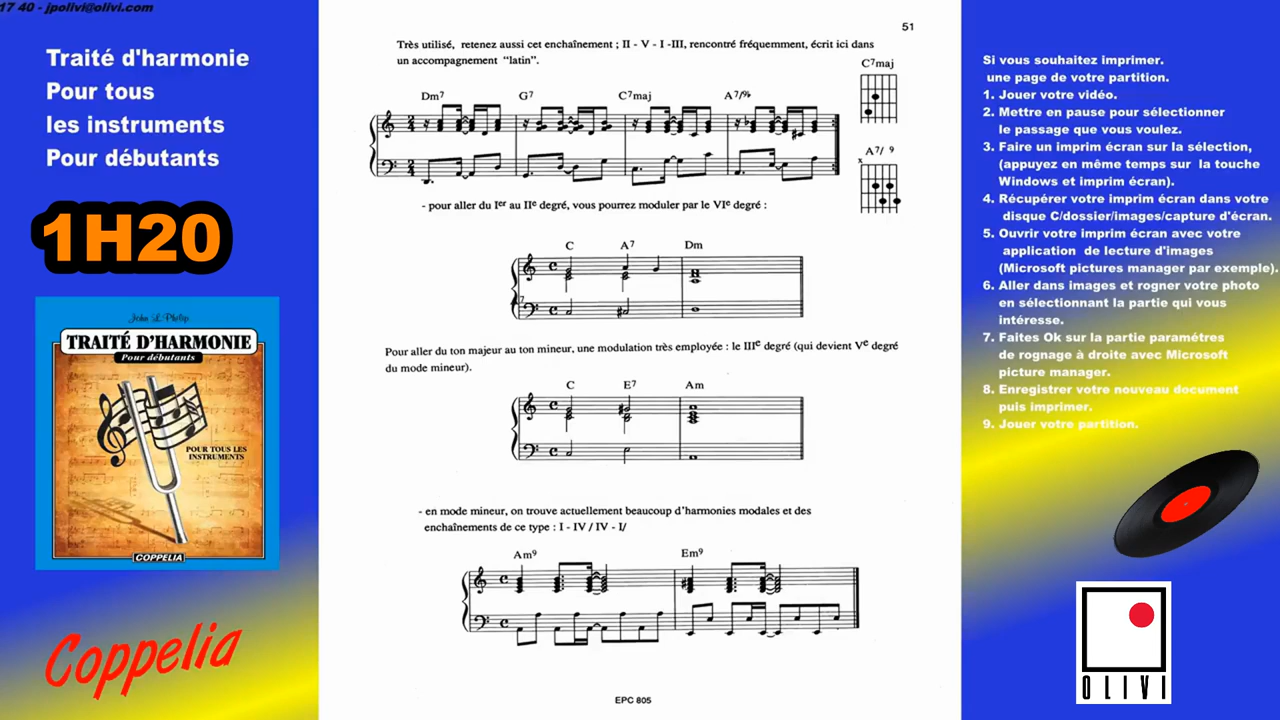 17 40 - jpolivi@olivi.com
Traité d'harmonie
Pour tous
les instruments
Pour débutants
1H20
John L. Philip
TRAITÉ D'HARMONIE
Pour débutants
POUR TOUS LES
INSTRUMENTS
COPPELIA
Coppelia
51
Très utilisé, retenez aussi cet enchaînement ; II - V - I -III, rencontré fréquemment, écrit ici dans
un accompagnement “latin”.
C7maj
Dm7 G7 C7maj A7/9b
A7/ 9
x
- pour aller du Ier au IIe degré, vous pourrez moduler par le VIe degré :
C A7 Dm
Pour aller du ton majeur au ton mineur, une modulation très employée : le IIIe degré (qui devient Ve degré
du mode mineur).
C E7 Am
- en mode mineur, on trouve actuellement beaucoup d'harmonies modales et des
enchaînements de ce type : I - IV / IV - I/
Am9 Em9
EPC 805
Si vous souhaitez imprimer.
une page de votre partition.
1. Jouer votre vidéo.
2. Mettre en pause pour sélectionner
le passage que vous voulez.
3. Faire un imprim écran sur la sélection,
(appuyez en même temps sur la touche
Windows et imprim écran).
4. Récupérer votre imprim écran dans votre
disque C/dossier/images/capture d'écran.
5. Ouvrir votre imprim écran avec votre
application de lecture d'images
(Microsoft pictures manager par exemple).
6. Aller dans images et rogner votre photo
en sélectionnant la partie qui vous
intéresse.
7. Faites Ok sur la partie paramétres
de rognage à droite avec Microsoft
picture manager.
8. Enregistrer votre nouveau document
puis imprimer.
9. Jouer votre partition.
OLIVI